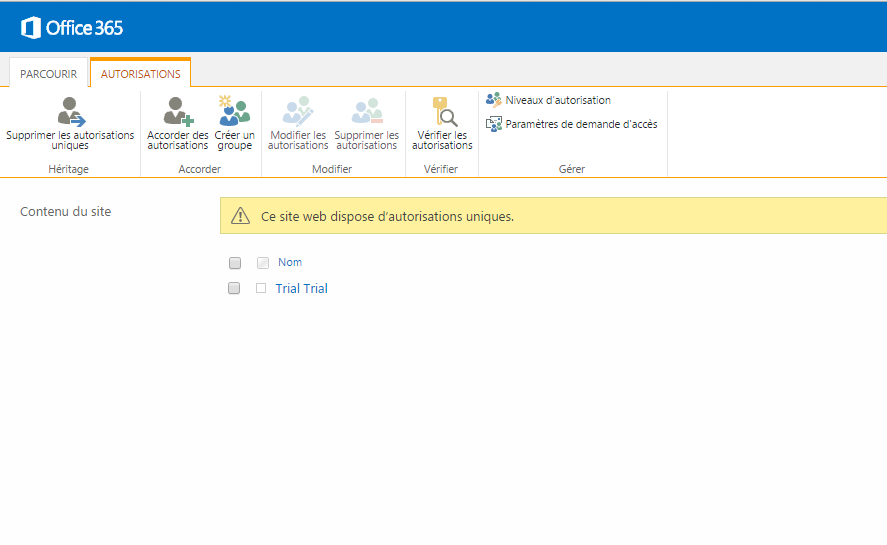 Office 365
PARCOURIR
AUTORISATIONS
Supprimer les autorisations
uniques
Héritage
Accorder des
autorisations
Créer un
groupe
Accorder
Modifier les
autorisations
Supprimer les
autorisations
Modifier
Vérifier les
autorisations
Vérifier
Niveaux d'autorisation
Paramètres de demande d'accès
Gérer
Contenu du site
Ce site web dispose d'autorisations uniques.
Nom
Trial Trial